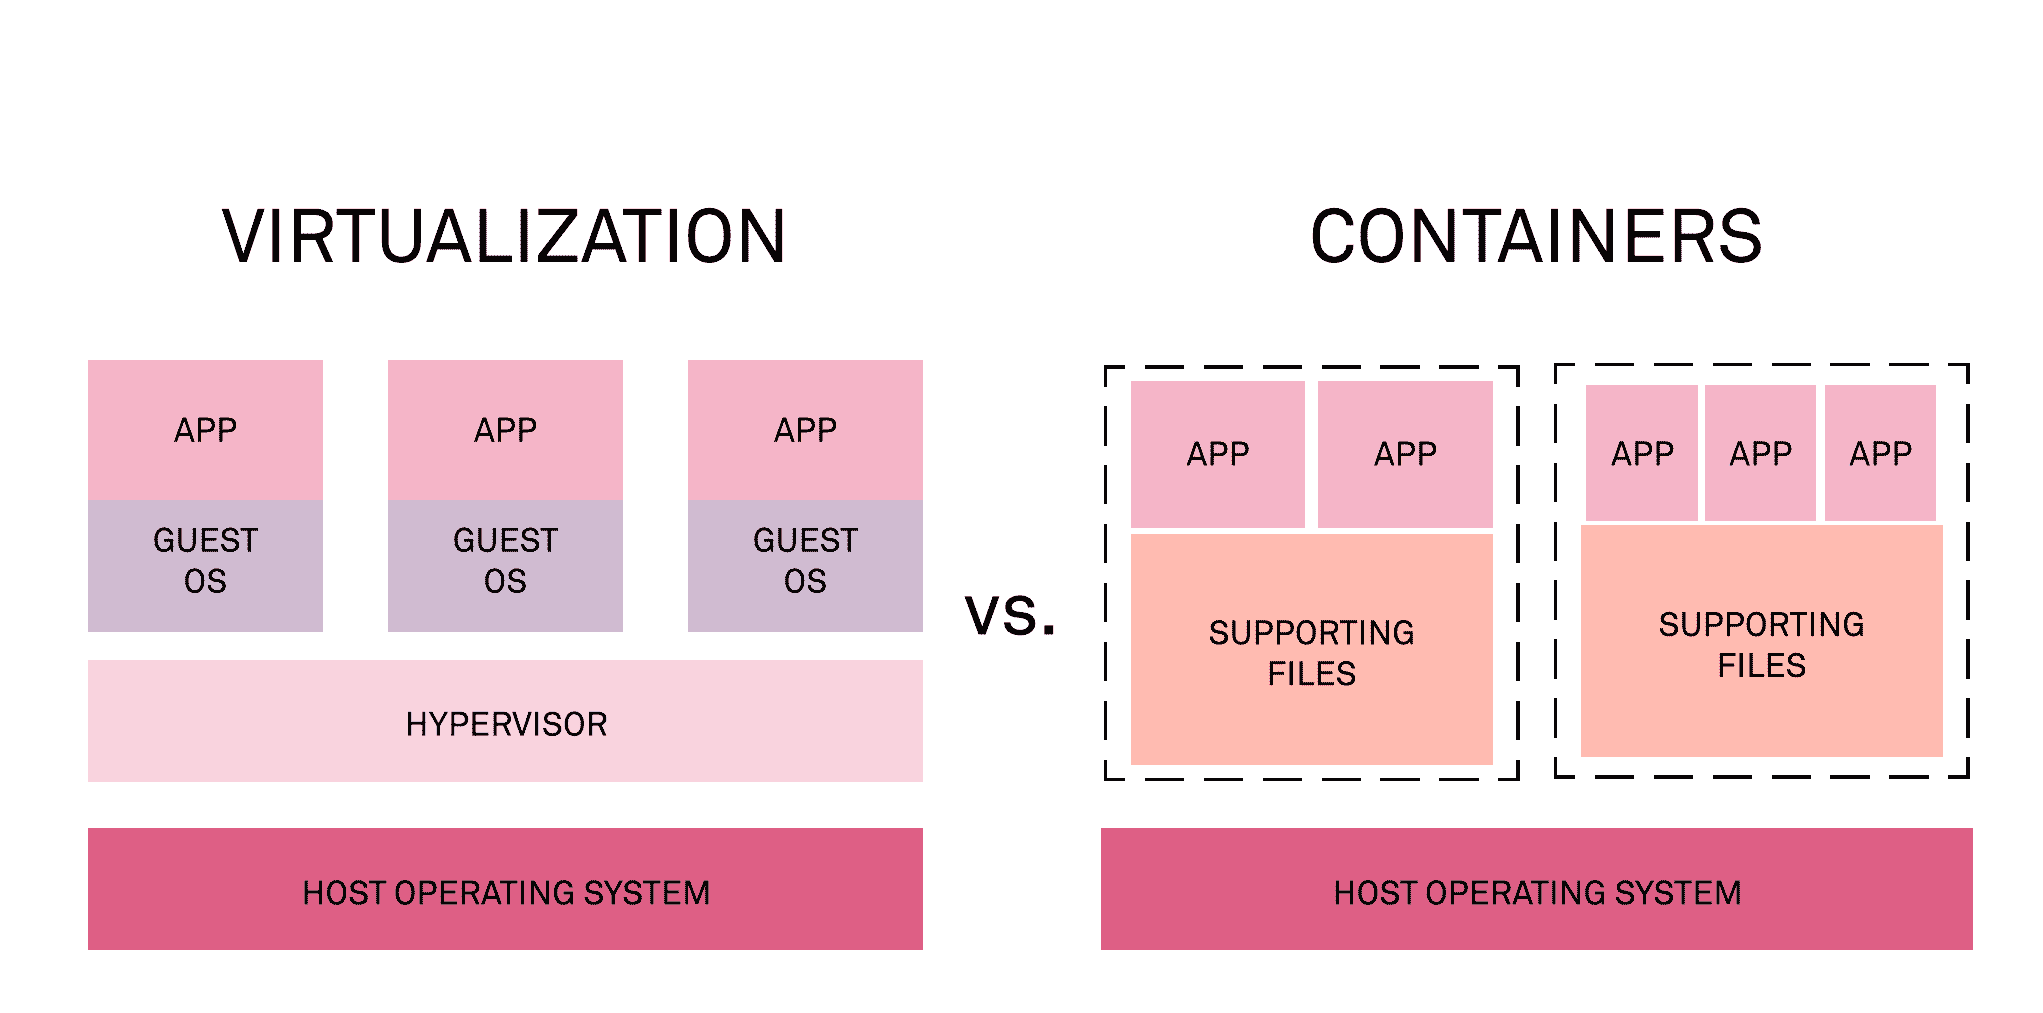 VIRTUALIZATION
APP
APP
APP
GUEST
OS
GUEST
OS
GUEST
OS
HYPERVISOR
HOST OPERATING SYSTEM
vs.
CONTAINERS
APP
APP
SUPPORTING
FILES
APP
APP
APP
SUPPORTING
FILES
HOST OPERATING SYSTEM